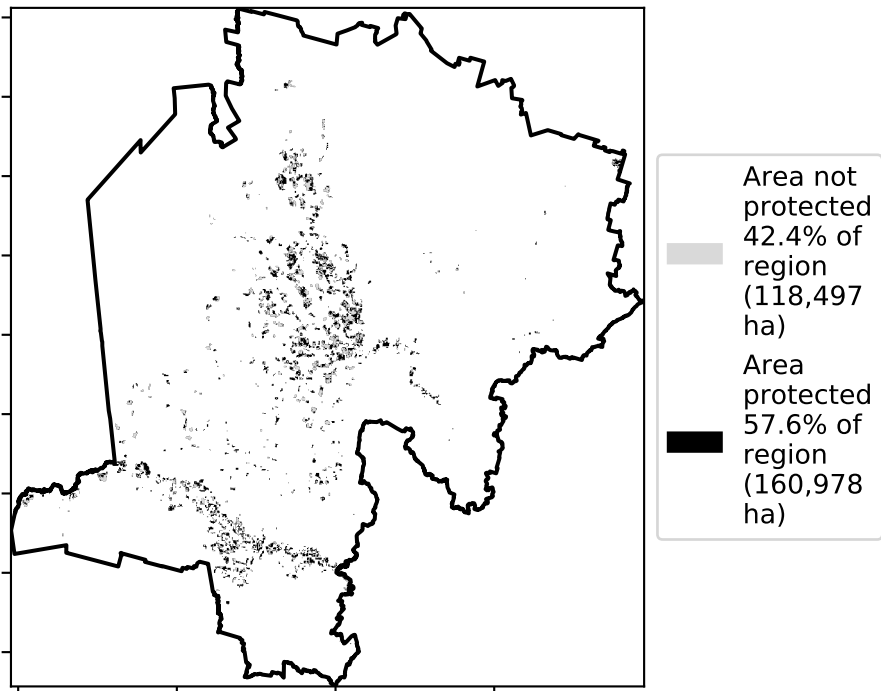 Area not
protected
42.4% of
region
(118,497
ha)
Area
protected
57.6% of
region
(160,978
ha)